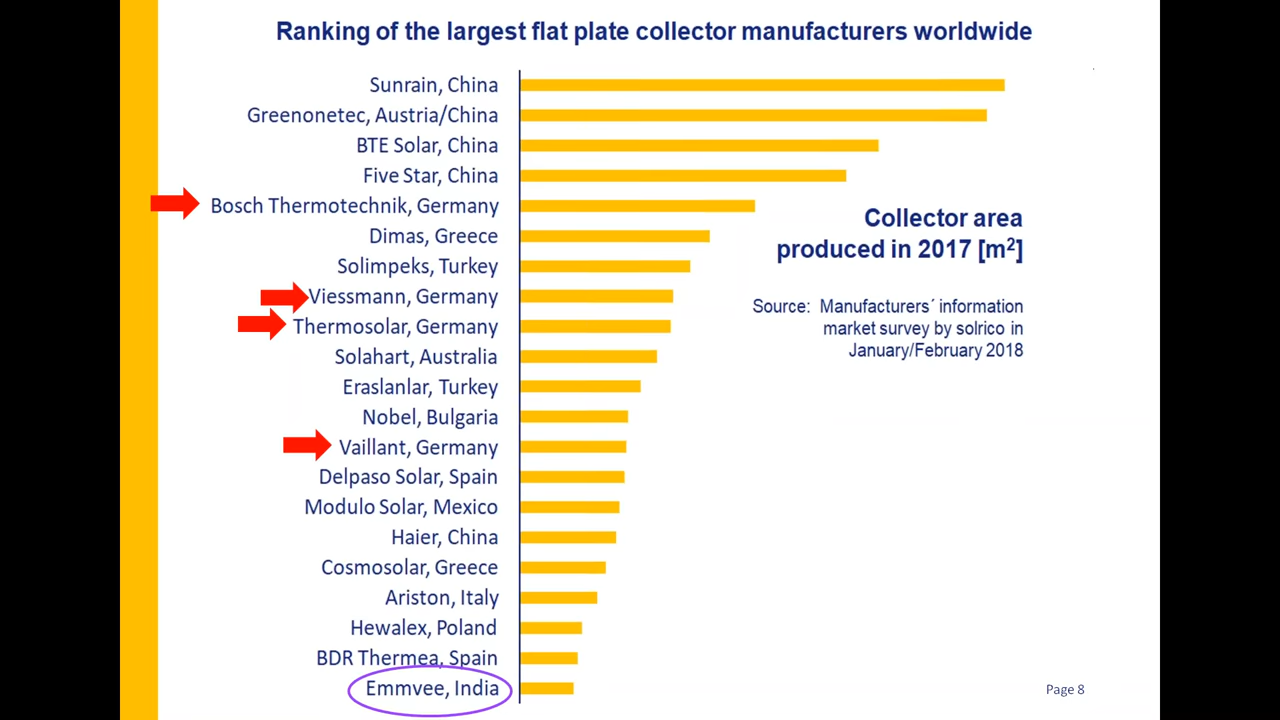 Ranking of the largest flat plate collector manufacturers worldwide
Sunrain, China
Greenonetec, Austria/China
BTE Solar, China
Five Star, China
Bosch Thermotechnik, Germany
Dimas, Greece
Solimpeks, Turkey
Viessmann, Germany
Thermosolar, Germany
Solahart, Australia
Eraslanlar, Turkey
Nobel, Bulgaria
Vaillant, Germany
Delpaso Solar, Spain
Modulo Solar, Mexico
Haier, China
Cosmosolar, Greece
Ariston, Italy
Hewalex, Poland
BDR Thermea, Spain
Emmvee, India
Collector area
produced in 2017 [m²]
Source: Manufacturers´ information
market survey by solrico in
January/February 2018
Page 8